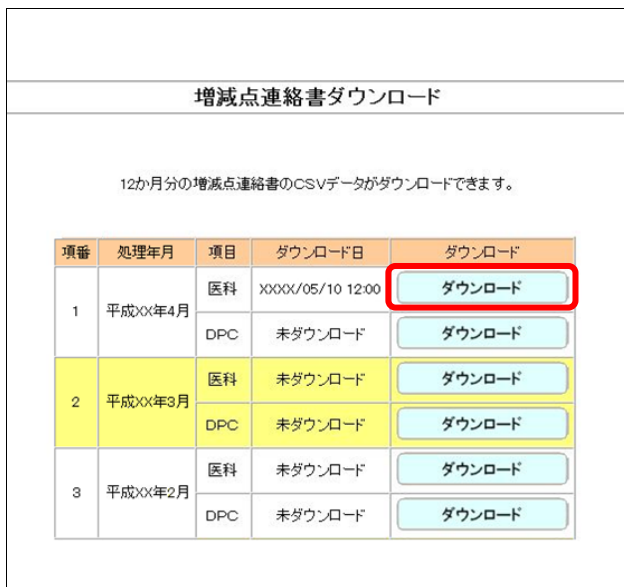 増減点連絡書ダウンロード
12か月分の増減点連絡書のCSVデータがダウンロードできます。
項番 処理年月 項目 ダウンロード日 ダウンロード
1 平成XX年4月 医科 XXXX/05/10 12:00 ダウンロード
DPC 未ダウンロード ダウンロード
2 平成XX年3月 医科 未ダウンロード ダウンロード
DPC 未ダウンロード ダウンロード
3 平成XX年2月 医科 未ダウンロード ダウンロード
DPC 未ダウンロード ダウンロード